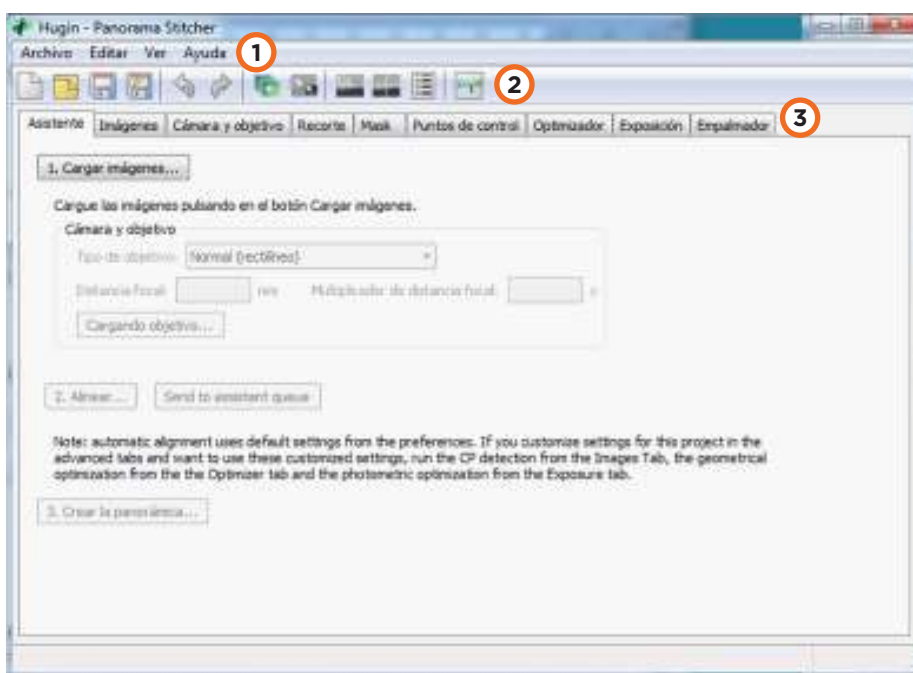 Hugin - Panorama Stitcher
Archivo Editar Ver Ayuda 1
2
Asistente Imágenes Cámara y objetivo Recorte Mask Puntos de control Optimizador Exposición Empalmador 3
1. Cargar imágenes...
Cargue las imágenes pulsando en el botón Cargar imágenes.
Cámara y objetivo
Tipo de objetivo: Normal (rectilíneo)
Distancia focal: mm Multiplicador de distancia focal: x
Cargando objetivo...
2. Alinear... Send to assistant queue
Note: automatic alignment uses default settings from the preferences. If you customize settings for this project in the
advanced tabs and want to use these customized settings, run the CP detection from the Images Tab, the geometrical
optimization from the the Optimizer tab and the photometric optimization from the Exposure tab.
3. Crear la panorámica...